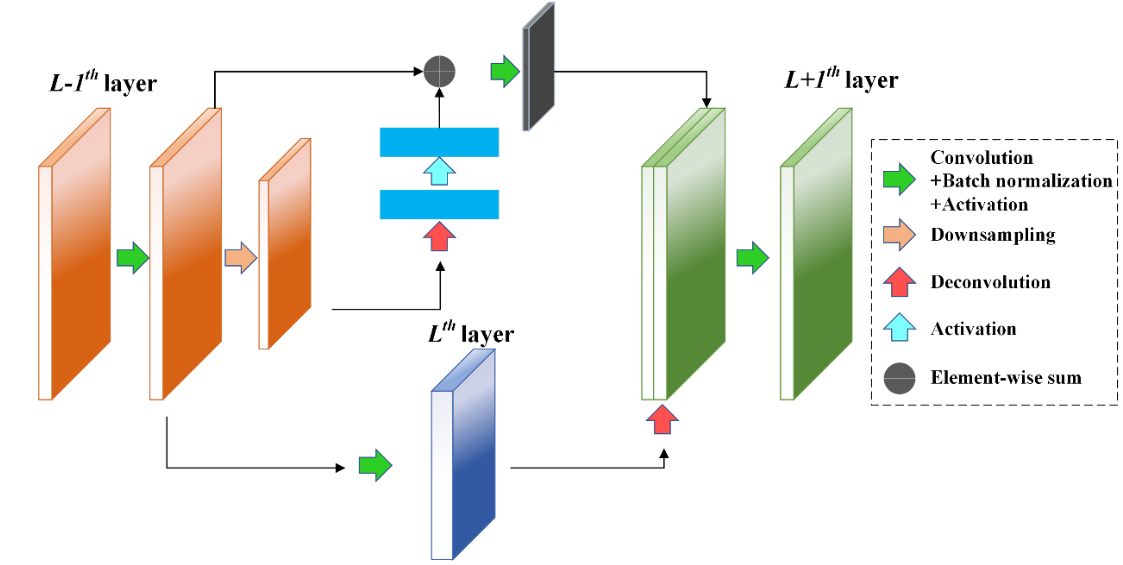 L-1th layer
L+1th layer
Lth layer
Convolution
+Batch normalization
+Activation
Downsampling
Deconvolution
Activation
Element-wise sum